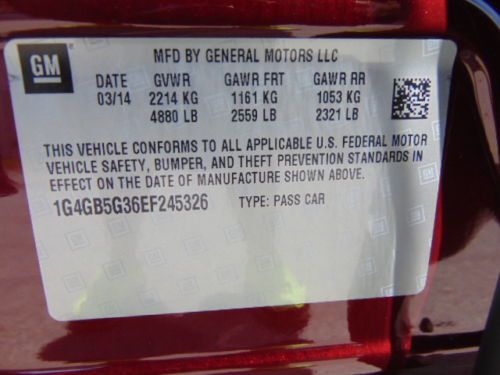 GM
MFD BY GENERAL MOTORS LLC
DATE GVWR GAWR FRT GAWR RR
03/14 2214 KG 1161 KG 1053 KG
4880 LB 2559 LB 2321 LB
THIS VEHICLE CONFORMS TO ALL APPLICABLE U.S. FEDERAL MOTOR
VEHICLE SAFETY, BUMPER, AND THEFT PREVENTION STANDARDS IN
EFFECT ON THE DATE OF MANUFACTURE SHOWN ABOVE.
1G4GB5G36EF245326 TYPE: PASS CAR